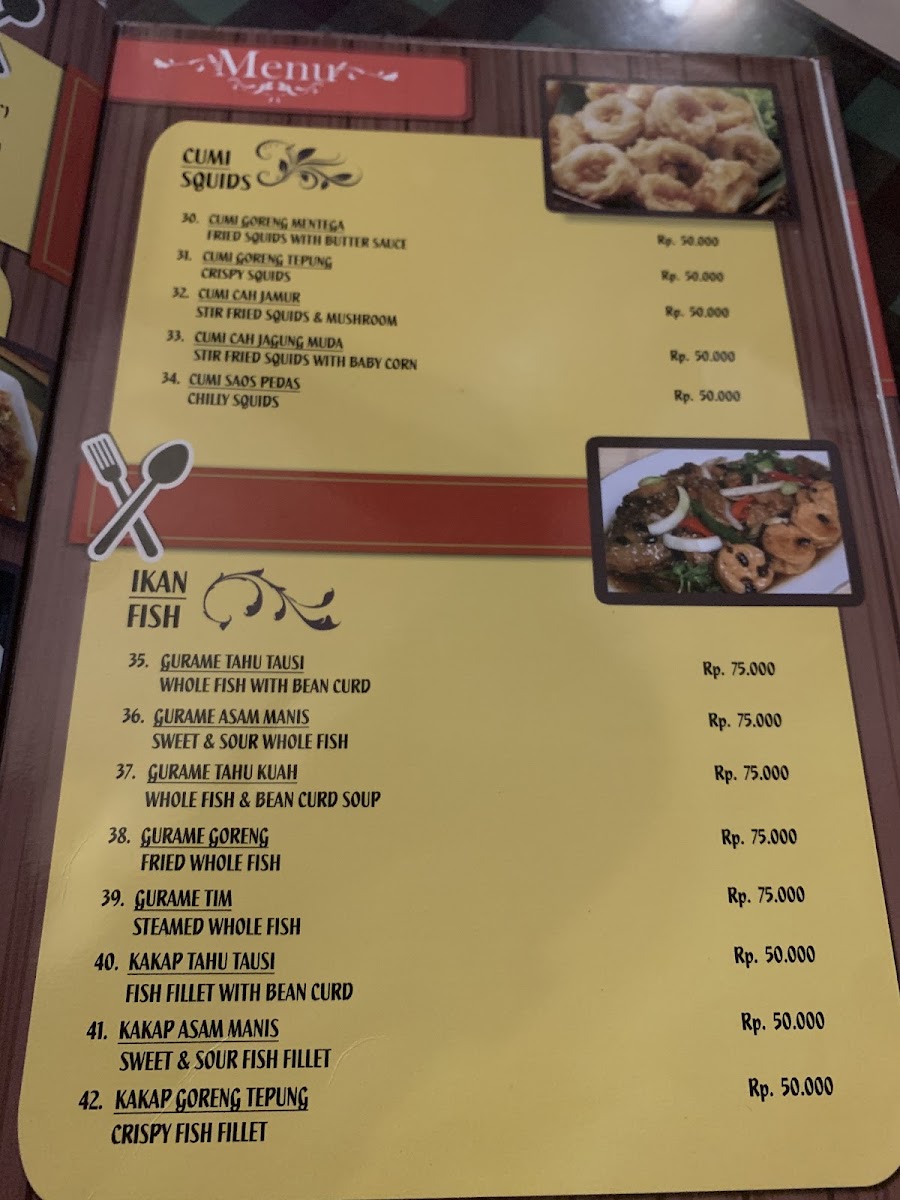 Menu
CUMI
SQUIDS
30. CUMI GORENG MENTEGA
FRIED SQUIDS WITH BUTTER SAUCE Rp. 50.000
31. CUMI GORENG TEPUNG
CRISPY SQUIDS Rp. 50.000
32. CUMI CAH JAMUR
STIR FRIED SQUIDS & MUSHROOM Rp. 50.000
33. CUMI CAH JAGUNG MUDA
STIR FRIED SQUIDS WITH BABY CORN Rp. 50.000
34. CUMI SAOS PEDAS
CHILLY SQUIDS Rp. 50.000
IKAN
FISH
35. GURAME TAHU TAUSI Rp. 75.000
WHOLE FISH WITH BEAN CURD
36. GURAME ASAM MANIS Rp. 75.000
SWEET & SOUR WHOLE FISH
37. GURAME TAHU KUAH Rp. 75.000
WHOLE FISH & BEAN CURD SOUP
38. GURAME GORENG Rp. 75.000
FRIED WHOLE FISH
39. GURAME TIM Rp. 75.000
STEAMED WHOLE FISH
40. KAKAP TAHU TAUSI Rp. 50.000
FISH FILLET WITH BEAN CURD
41. KAKAP ASAM MANIS Rp. 50.000
SWEET & SOUR FISH FILLET
42. KAKAP GORENG TEPUNG Rp. 50.000
CRISPY FISH FILLET